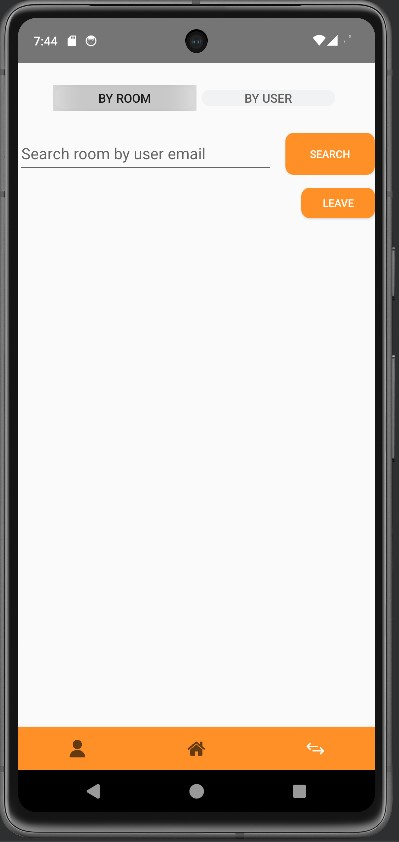 7:44
BY ROOM BY USER
Search room by user email SEARCH
LEAVE